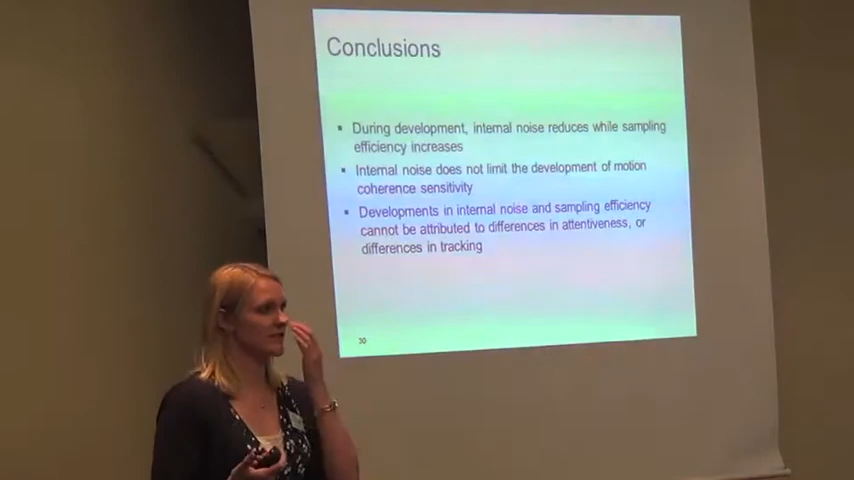 Conclusions
▪ During development, internal noise reduces while sampling
efficiency increases
▪ Internal noise does not limit the development of motion
coherence sensitivity
▪ Developments in internal noise and sampling efficiency
cannot be attributed to differences in attentiveness, or
differences in tracking
30